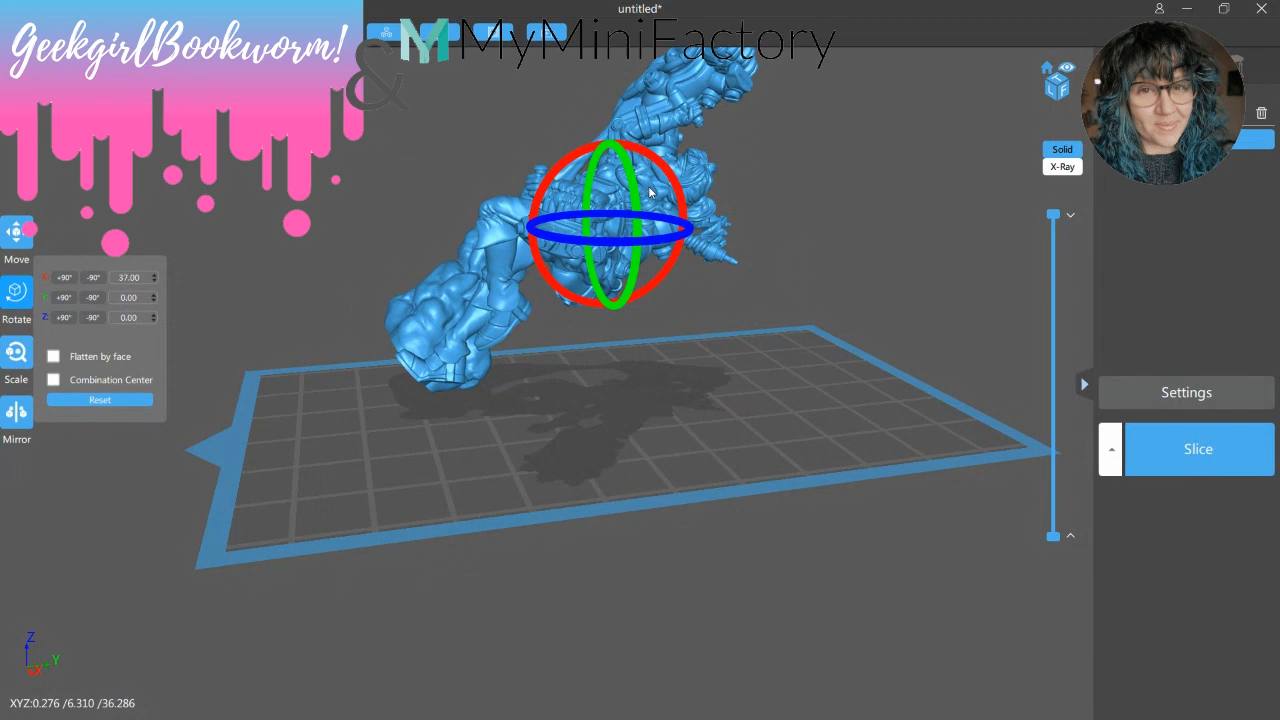 untitled*
GeekgirlBookworm!
&
MyMiniFactory
Solid
X-Ray
Move
X: +90° -90° 37.00
Y: +90° -90° 0.00
Z: +90° -90° 0.00
Rotate
Flatten by face
Scale
Combination Center
Reset
Mirror
Settings
Slice
Z
Y
X
XYZ:0.276 /6.310 /36.286